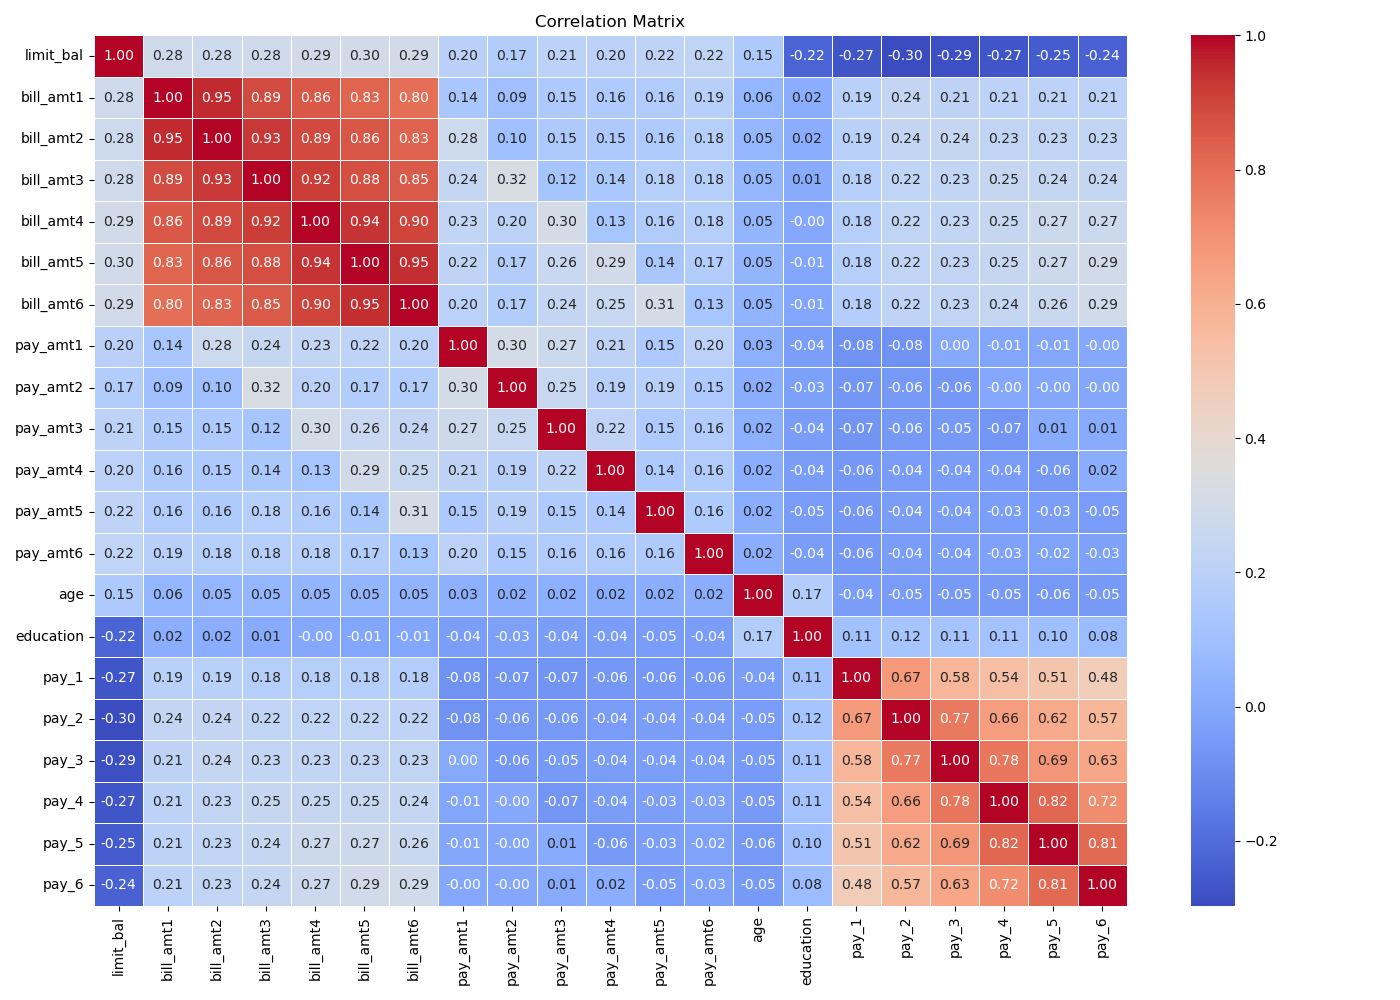 Correlation Matrix
limit_bal 1.00 0.28 0.28 0.28 0.29 0.30 0.29 0.20 0.17 0.21 0.20 0.22 0.22 0.15 -0.22 -0.27 -0.30 -0.29 -0.27 -0.25 -0.24
bill_amt1 0.28 1.00 0.95 0.89 0.86 0.83 0.80 0.14 0.09 0.15 0.16 0.16 0.19 0.06 0.02 0.19 0.24 0.21 0.21 0.21 0.21
bill_amt2 0.28 0.95 1.00 0.93 0.89 0.86 0.83 0.28 0.10 0.15 0.15 0.16 0.18 0.05 0.02 0.19 0.24 0.24 0.23 0.23 0.23
bill_amt3 0.28 0.89 0.93 1.00 0.92 0.88 0.85 0.24 0.32 0.12 0.14 0.18 0.18 0.05 0.01 0.18 0.22 0.23 0.25 0.24 0.24
bill_amt4 0.29 0.86 0.89 0.92 1.00 0.94 0.90 0.23 0.20 0.30 0.13 0.16 0.18 0.05 -0.00 0.18 0.22 0.23 0.25 0.27 0.27
bill_amt5 0.30 0.83 0.86 0.88 0.94 1.00 0.95 0.22 0.17 0.26 0.29 0.14 0.17 0.05 -0.01 0.18 0.22 0.23 0.25 0.27 0.29
bill_amt6 0.29 0.80 0.83 0.85 0.90 0.95 1.00 0.20 0.17 0.24 0.25 0.31 0.13 0.05 -0.01 0.18 0.22 0.23 0.24 0.26 0.29
pay_amt1 0.20 0.14 0.28 0.24 0.23 0.22 0.20 1.00 0.30 0.27 0.21 0.15 0.20 0.03 -0.04 -0.08 -0.08 0.00 -0.01 -0.01 -0.00
pay_amt2 0.17 0.09 0.10 0.32 0.20 0.17 0.17 0.30 1.00 0.25 0.19 0.19 0.15 0.02 -0.03 -0.07 -0.06 -0.06 -0.00 -0.00 -0.00
pay_amt3 0.21 0.15 0.15 0.12 0.30 0.26 0.24 0.27 0.25 1.00 0.22 0.15 0.16 0.02 -0.04 -0.07 -0.06 -0.05 -0.07 0.01 0.01
pay_amt4 0.20 0.16 0.15 0.14 0.13 0.29 0.25 0.21 0.19 0.22 1.00 0.14 0.16 0.02 -0.04 -0.06 -0.04 -0.04 -0.04 -0.06 0.02
pay_amt5 0.22 0.16 0.16 0.18 0.16 0.14 0.31 0.15 0.19 0.15 0.14 1.00 0.16 0.02 -0.05 -0.06 -0.04 -0.04 -0.03 -0.03 -0.05
pay_amt6 0.22 0.19 0.18 0.18 0.18 0.17 0.13 0.20 0.15 0.16 0.16 0.16 1.00 0.02 -0.04 -0.06 -0.04 -0.04 -0.03 -0.02 -0.03
age 0.15 0.06 0.05 0.05 0.05 0.05 0.05 0.03 0.02 0.02 0.02 0.02 0.02 1.00 0.17 -0.04 -0.05 -0.05 -0.05 -0.06 -0.05
education -0.22 0.02 0.02 0.01 -0.00 -0.01 -0.01 -0.04 -0.03 -0.04 -0.04 -0.05 -0.04 0.17 1.00 0.11 0.12 0.11 0.11 0.10 0.08
pay_1 -0.27 0.19 0.19 0.18 0.18 0.18 0.18 -0.08 -0.07 -0.07 -0.06 -0.06 -0.06 -0.04 0.11 1.00 0.67 0.58 0.54 0.51 0.48
pay_2 -0.30 0.24 0.24 0.22 0.22 0.22 0.22 -0.08 -0.06 -0.06 -0.04 -0.04 -0.04 -0.05 0.12 0.67 1.00 0.77 0.66 0.62 0.57
pay_3 -0.29 0.21 0.24 0.23 0.23 0.23 0.23 0.00 -0.06 -0.05 -0.04 -0.04 -0.04 -0.05 0.11 0.58 0.77 1.00 0.78 0.69 0.63
pay_4 -0.27 0.21 0.23 0.25 0.25 0.25 0.24 -0.01 -0.00 -0.07 -0.04 -0.03 -0.03 -0.05 0.11 0.54 0.66 0.78 1.00 0.82 0.72
pay_5 -0.25 0.21 0.23 0.24 0.27 0.27 0.26 -0.01 -0.00 0.01 -0.06 -0.03 -0.02 -0.06 0.10 0.51 0.62 0.69 0.82 1.00 0.81
pay_6 -0.24 0.21 0.23 0.24 0.27 0.29 0.29 -0.00 -0.00 0.01 0.02 -0.05 -0.03 -0.05 0.08 0.48 0.57 0.63 0.72 0.81 1.00
limit_bal bill_amt1 bill_amt2 bill_amt3 bill_amt4 bill_amt5 bill_amt6 pay_amt1 pay_amt2 pay_amt3 pay_amt4 pay_amt5 pay_amt6 age education pay_1 pay_2 pay_3 pay_4 pay_5 pay_6
1.0
0.8
0.6
0.4
0.2
0.0
−0.2